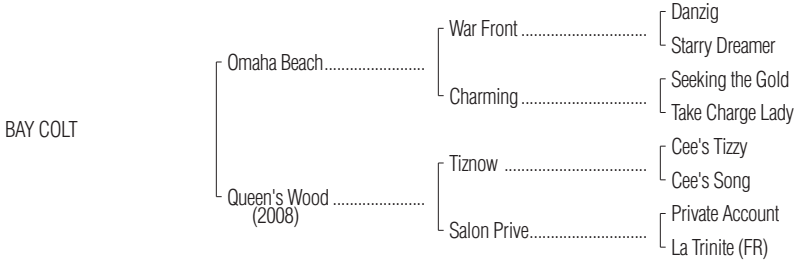 Danzig
War Front ..............................
Starry Dreamer
Omaha Beach........................
Seeking the Gold
Charming ..............................
Take Charge Lady
BAY COLT
Cee's Tizzy
Tiznow ..................................
Cee's Song
Queen's Wood ......................
(2008)
Private Account
Salon Prive............................
La Trinite (FR)